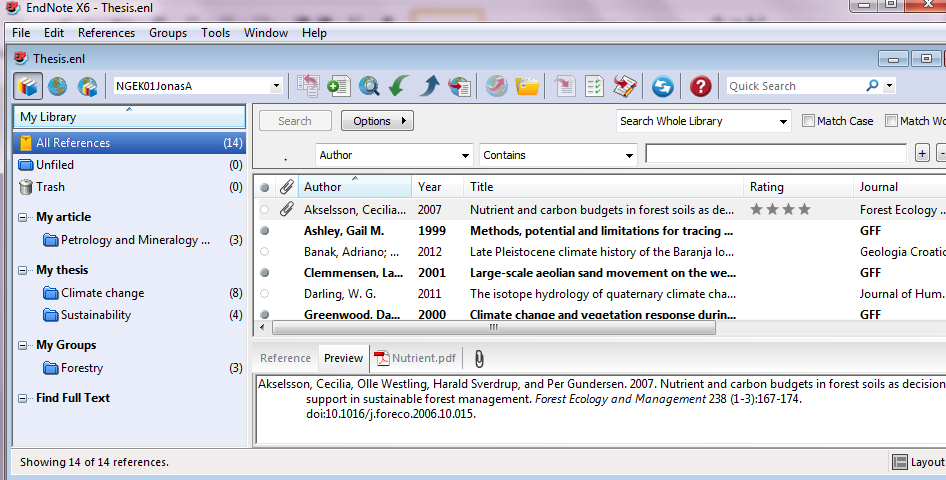 EndNote X6 - Thesis.enl
File Edit References Groups Tools Window Help
Thesis.enl
NGEK01JonasA
Quick Search
My Library
All References (14)
Unfiled (0)
Trash (0)
My article
Petrology and Mineralogy ... (3)
My thesis
Climate change (8)
Sustainability (4)
My Groups
Forestry (3)
Find Full Text
Search Options Search Whole Library Match Case Match Wo
. Author Contains + -
Author Year Title Rating Journal
Akselsson, Cecilia... 2007 Nutrient and carbon budgets in forest soils as de... ★★★★ Forest Ecology ...
Ashley, Gail M. 1999 Methods, potential and limitations for tracing ... GFF
Banak, Adriano; ... 2012 Late Pleistocene climate history of the Baranja lo... Geologia Croatic
Clemmensen, La... 2001 Large-scale aeolian sand movement on the we... GFF
Darling, W. G. 2011 The isotope hydrology of quaternary climate cha... Journal of Hum.
Greenwood, Da... 2000 Climate change and vegetation response durin... GFF
Reference Preview Nutrient.pdf
Akselsson, Cecilia, Olle Westling, Harald Sverdrup, and Per Gundersen. 2007. Nutrient and carbon budgets in forest soils as decision
support in sustainable forest management. Forest Ecology and Management 238 (1-3):167-174.
doi:10.1016/j.foreco.2006.10.015.
Showing 14 of 14 references.
Layout